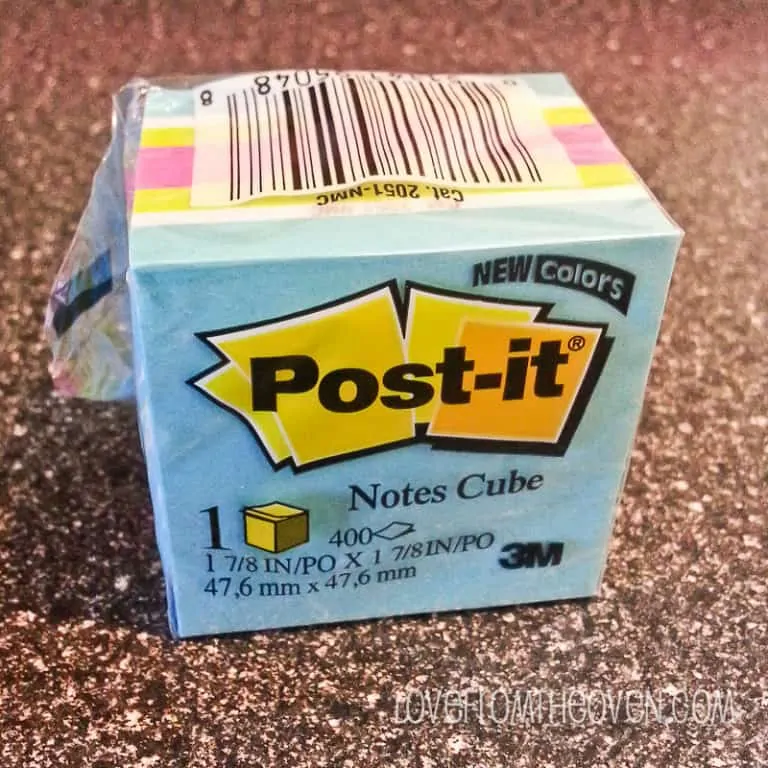 8
Cat. 2051-NMC
NEW Colors
Post-it®
Notes Cube
1
400
1 7/8 IN/PO X 1 7/8 IN/PO
47,6 mm x 47,6 mm
3M
LOVEFROMTHEOVEN.COM